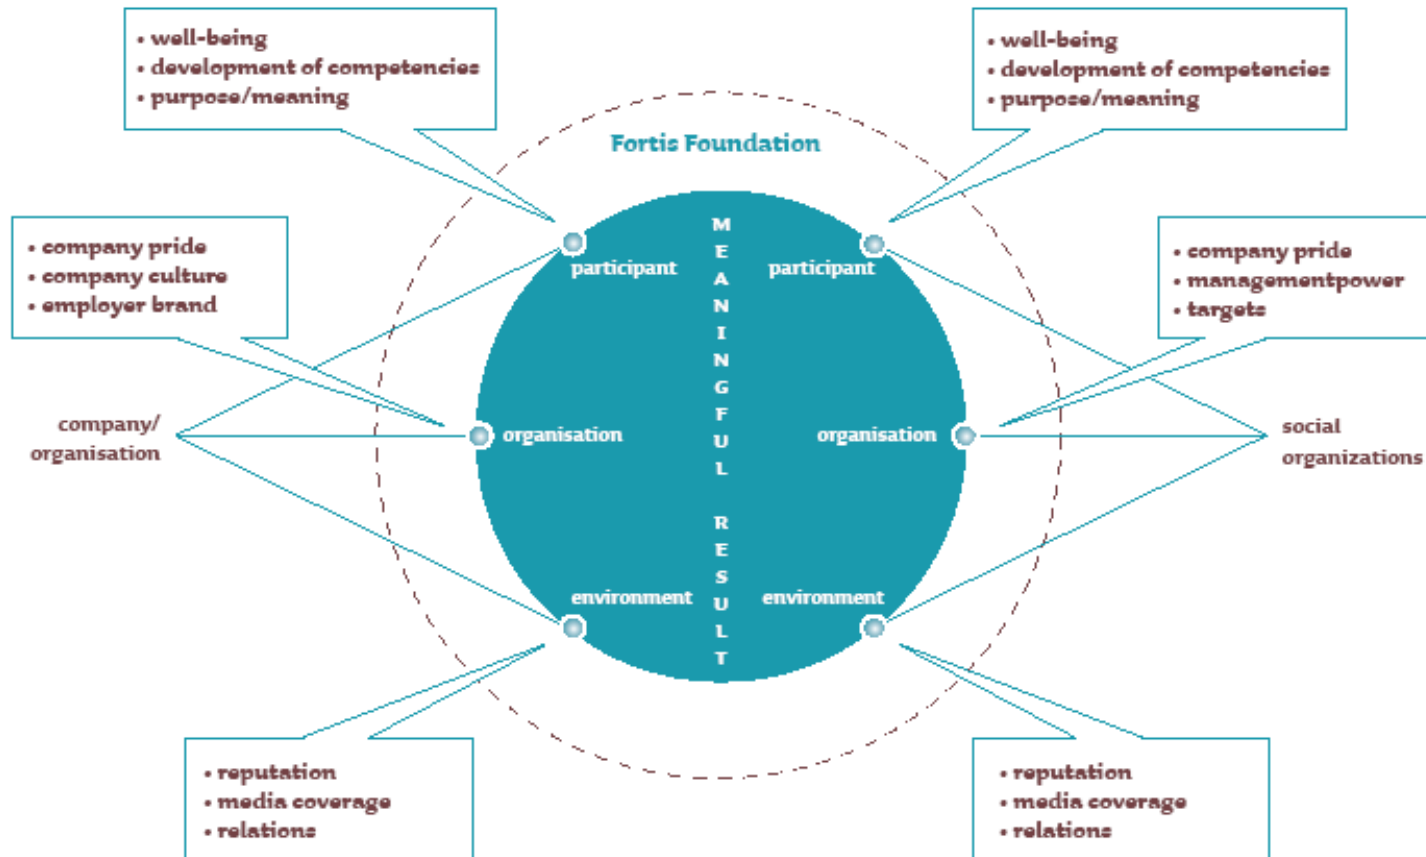 • well-being
• development of competencies
• purpose/meaning
• well-being
• development of competencies
• purpose/meaning
Fortis Foundation
• company pride
• company culture
• employer brand
participant
participant
• company pride
• managementpower
• targets
company/
organisation
organisation
organisation
social
organizations
MEANINGFUL RESULT
environment
environment
• reputation
• media coverage
• relations
• reputation
• media coverage
• relations